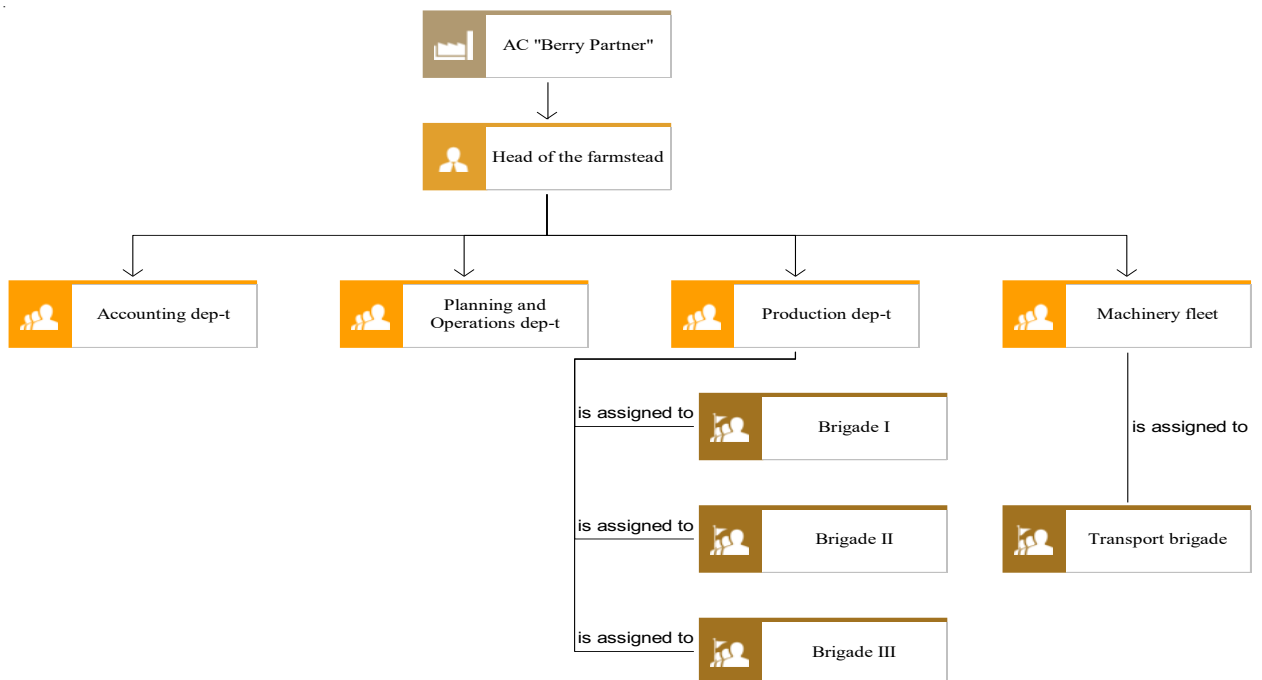 AC "Berry Partner"
Head of the farmstead
Accounting dep-t
Planning and
Operations dep-t
Production dep-t
Machinery fleet
is assigned to
Brigade I
is assigned to
is assigned to
Brigade II
Transport brigade
is assigned to
Brigade III